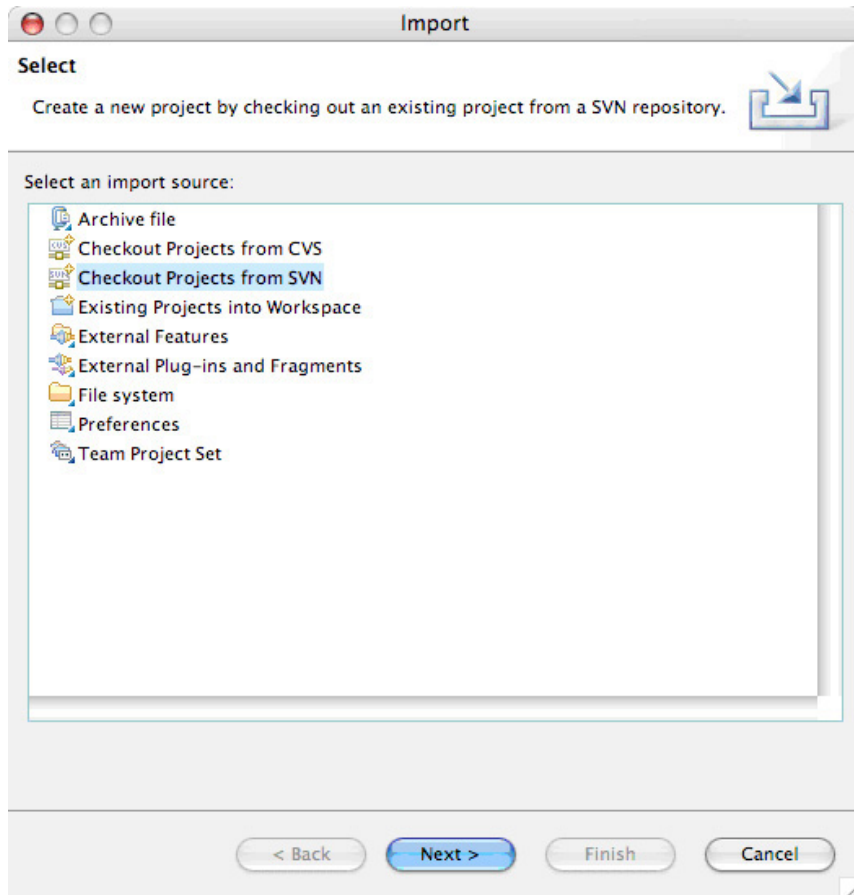 Import
Select
Create a new project by checking out an existing project from a SVN repository.
Select an import source:
Archive file
Checkout Projects from CVS
Checkout Projects from SVN
Existing Projects into Workspace
External Features
External Plug-ins and Fragments
File system
Preferences
Team Project Set
< Back Next > Finish Cancel